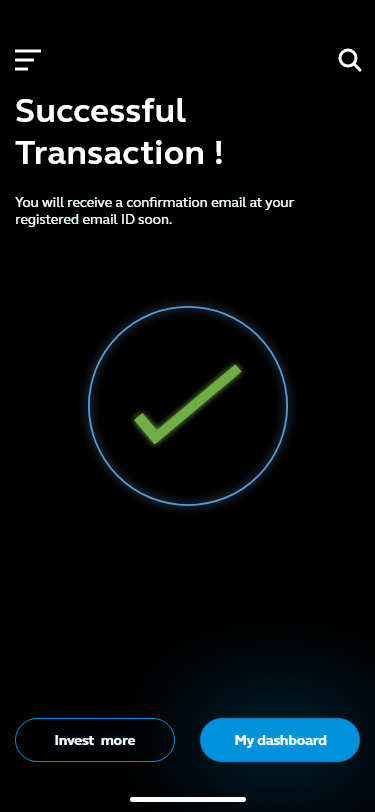 Successful
Transaction !
You will receive a confirmation email at your
registered email ID soon.
Invest  more
My dashboard